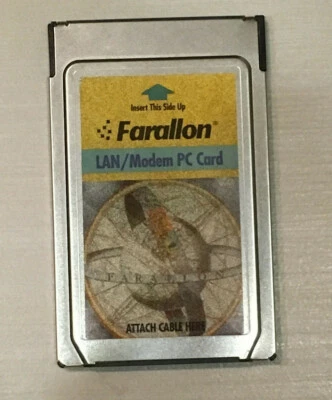 Insert This Side Up
Farallon®
LAN/Modem PC Card
FARALLON
ATTACH CABLE HERE